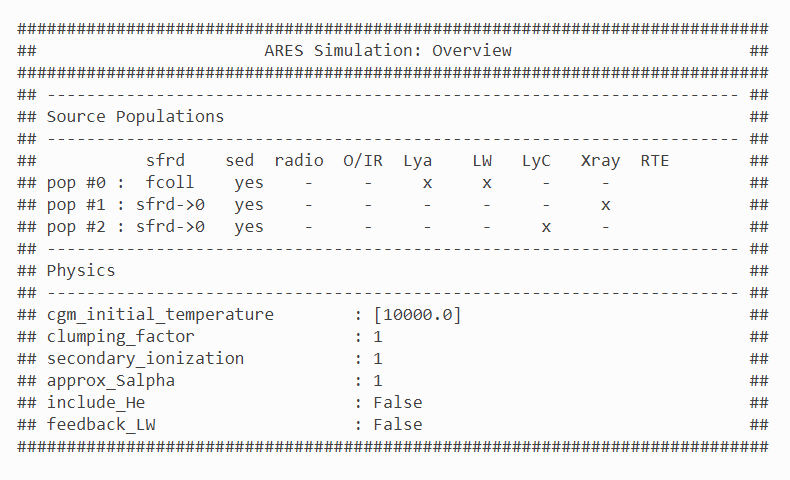 ############################################################################
##                       ARES Simulation: Overview                        ##
############################################################################
## ---------------------------------------------------------------------- ##
## Source Populations                                                     ##
## ---------------------------------------------------------------------- ##
##           sfrd    sed  radio  O/IR  Lya    LW   LyC   Xray  RTE        ##
## pop #0 :  fcoll    yes    -     -     x     x     -     -              ##
## pop #1 : sfrd->0   yes    -     -     -     -     -     x              ##
## pop #2 : sfrd->0   yes    -     -     -     -     x     -              ##
## ---------------------------------------------------------------------- ##
## Physics                                                                ##
## ---------------------------------------------------------------------- ##
## cgm_initial_temperature        : [10000.0]                             ##
## clumping_factor                : 1                                     ##
## secondary_ionization           : 1                                     ##
## approx_Salpha                  : 1                                     ##
## include_He                     : False                                 ##
## feedback_LW                    : False                                 ##
############################################################################